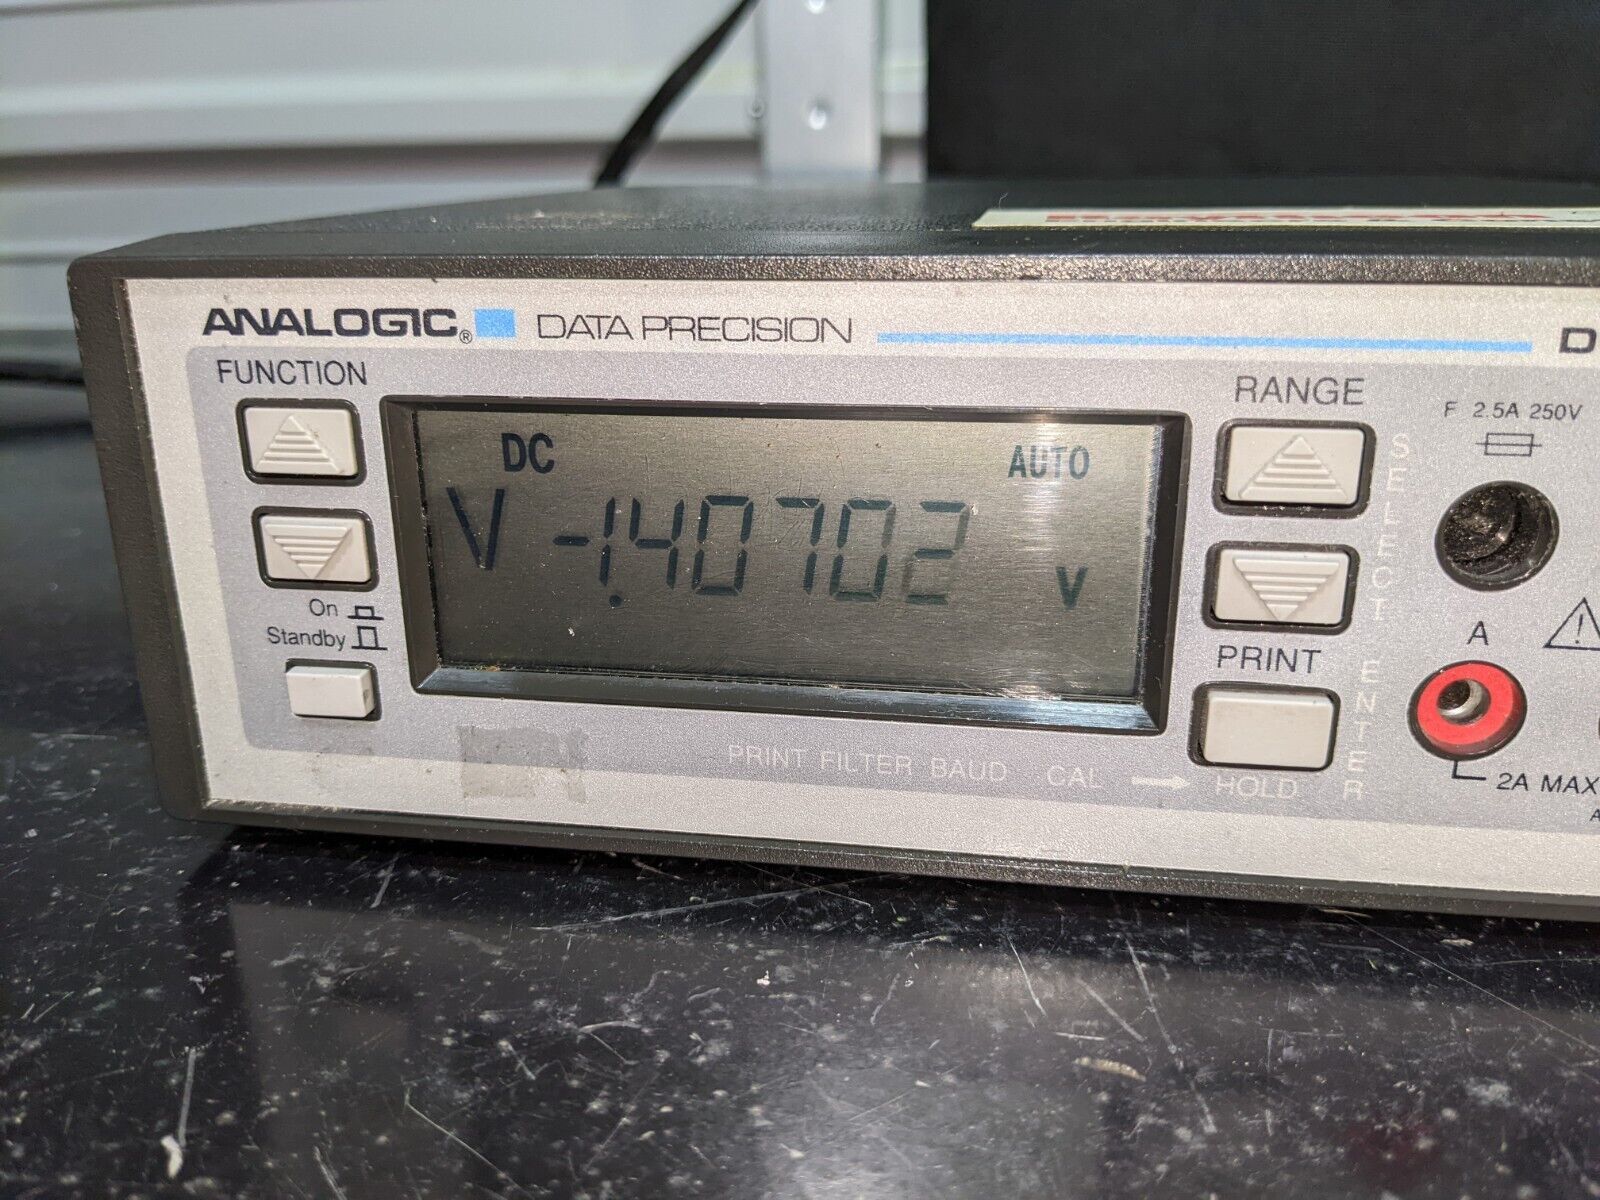 ANALOGIC® DATA PRECISION D
FUNCTION
RANGE
F 2.5A 250V
DC AUTO
V -1.40702 V
On
Standby
PRINT
A
SELECT ENTER
PRINT FILTER BAUD CAL HOLD
2A MAX
A